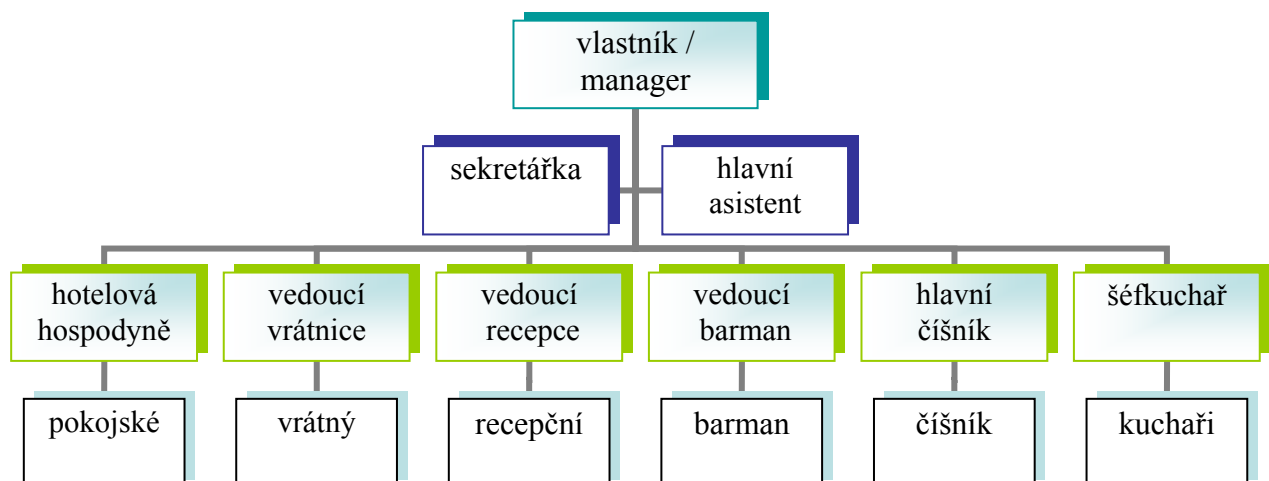 vlastník /
manager
sekretářka
hlavní
asistent
hotelová
hospodyně
vedoucí
vrátnice
vedoucí
recepce
vedoucí
barman
hlavní
číšník
šéfkuchař
pokojské
vrátný
recepční
barman
číšník
kuchaři